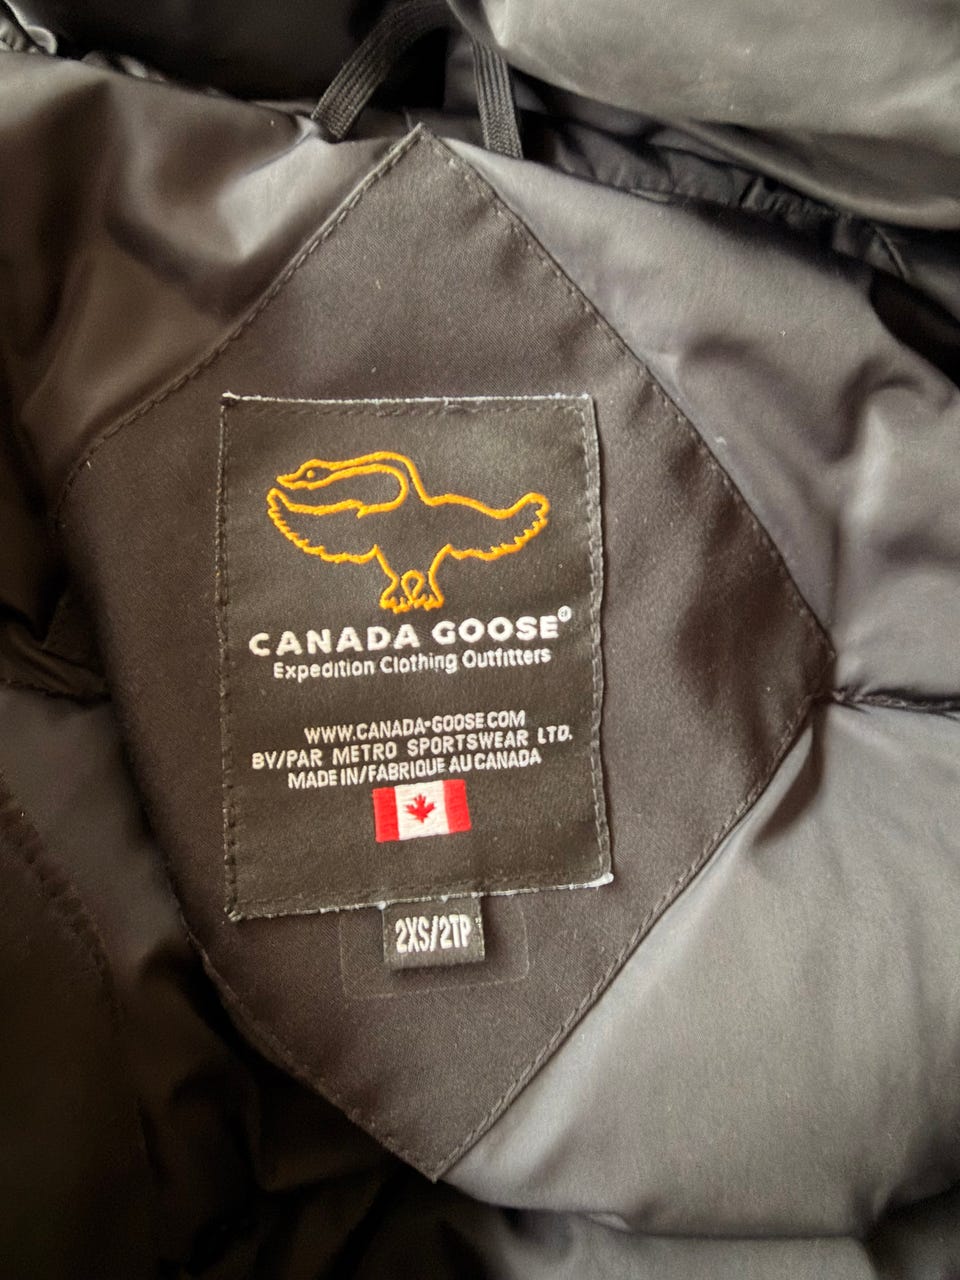 CANADA GOOSE®
Expedition Clothing Outfitters
WWW.CANADA-GOOSE.COM
BY/PAR METRO SPORTSWEAR LTD.
MADE IN/FABRIQUE AU CANADA
2XS/2TP